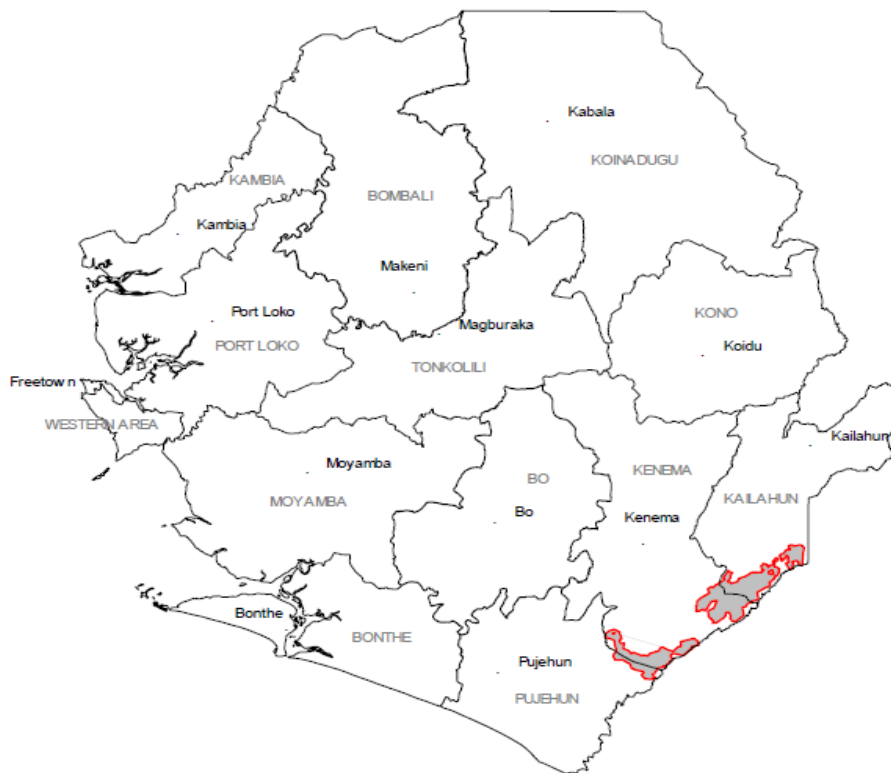 Kabala
KOINADUGU
KAMBIA
BOMBALI
Kambia
Makeni
Port Loko
Magburaka
KONO
PORT LOKO
Koidu
TONKOLILI
Freetown
WESTERN AREA
Kailahun
Moyamba
KENEMA
BO
MOYAMBA
KAILAHUN
Bo
Kenema
Bonthe
BONTHE
Pujehun
PUJEHUN